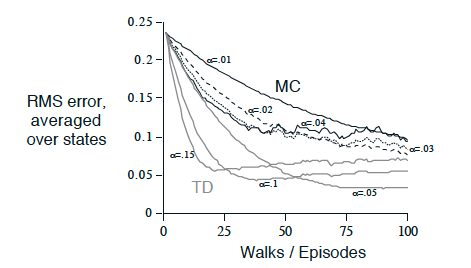 0.25
0.2
α=.01
MC
RMS error,
averaged
over states
0.15
α=.02
α=.04
0.1
α=.03
α=.15
0.05
TD
α=.1
α=.05
0
0
25
50
75
100
Walks / Episodes